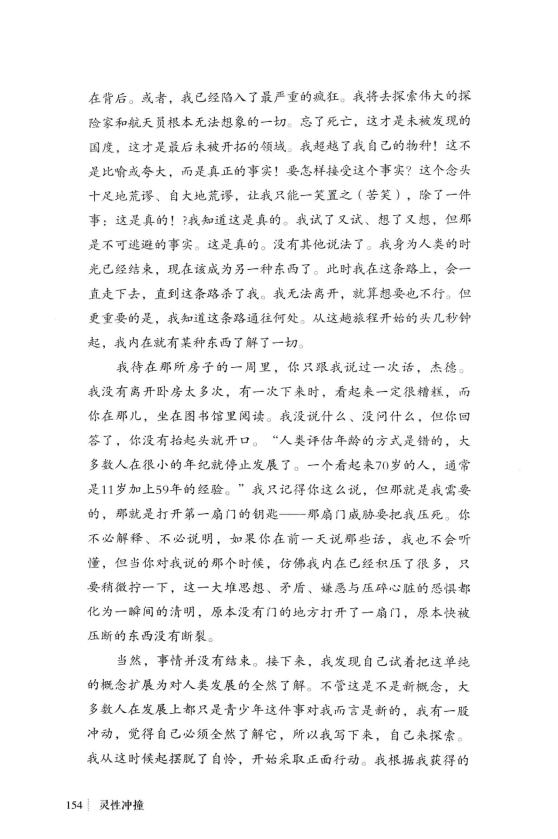 在背后。或者，我已经陷入了最严重的疯狂。我将去探索伟大的探
险家和航天员根本无法想象的一切。忘了死亡，这才是未被发现的
国度，这才是最后未被开拓的领域。我超越了我自己的物种！这不
是比喻或夸大，而是真正的事实！要怎样接受这个事实？这个念头
十足地荒谬、自大地荒谬，让我只能一笑置之（苦笑），除了一件
事：这是真的！?我知道这是真的。我试了又试、想了又想，但那
是不可逃避的事实。这是真的。没有其他说法了。我身为人类的时
光已经结束，现在该成为另一种东西了。此时我在这条路上，会一
直走下去，直到这条路杀了我。我无法离开，就算想要也不行。但
更重要的是，我知道这条路通往何处。从这趟旅程开始的头几秒钟
起，我内在就有某种东西了解了一切。
我待在那所房子的一周里，你只跟我说过一次话，杰德。
我没有离开卧房太多次，有一次下来时，看起来一定很糟糕，而
你在那儿，坐在图书馆里阅读。我没说什么、没问什么，但你回
答了，你没有抬起头就开口。“人类评估年龄的方式是错的，大
多数人在很小的年纪就停止发展了。一个看起来70岁的人，通常
是11岁加上59年的经验。”我只记得你这么说，但那就是我需要
的，那就是打开第一扇门的钥匙——那扇门威胁要把我压死。你
不必解释、不必说明，如果你在前一天说那些话，我也不会听
懂，但当你对我说的那个时候，仿佛我内在已经积压了很多，只
要稍微拧一下，这一大堆思想、矛盾、嫌恶与压碎心脏的恐惧都
化为一瞬间的清明，原本没有门的地方打开了一扇门，原本快被
压断的东西没有断裂。
当然，事情并没有结束。接下来，我发现自己试着把这单纯
的概念扩展为对人类发展的全然了解。不管这是不是新概念，大
多数人在发展上都只是青少年这件事对我而言是新的，我有一股
冲动，觉得自己必须全然了解它，所以我写下来，自己来探索。
我从这时候起摆脱了自怜，开始采取正面行动。我根据我获得的
154 灵性冲撞